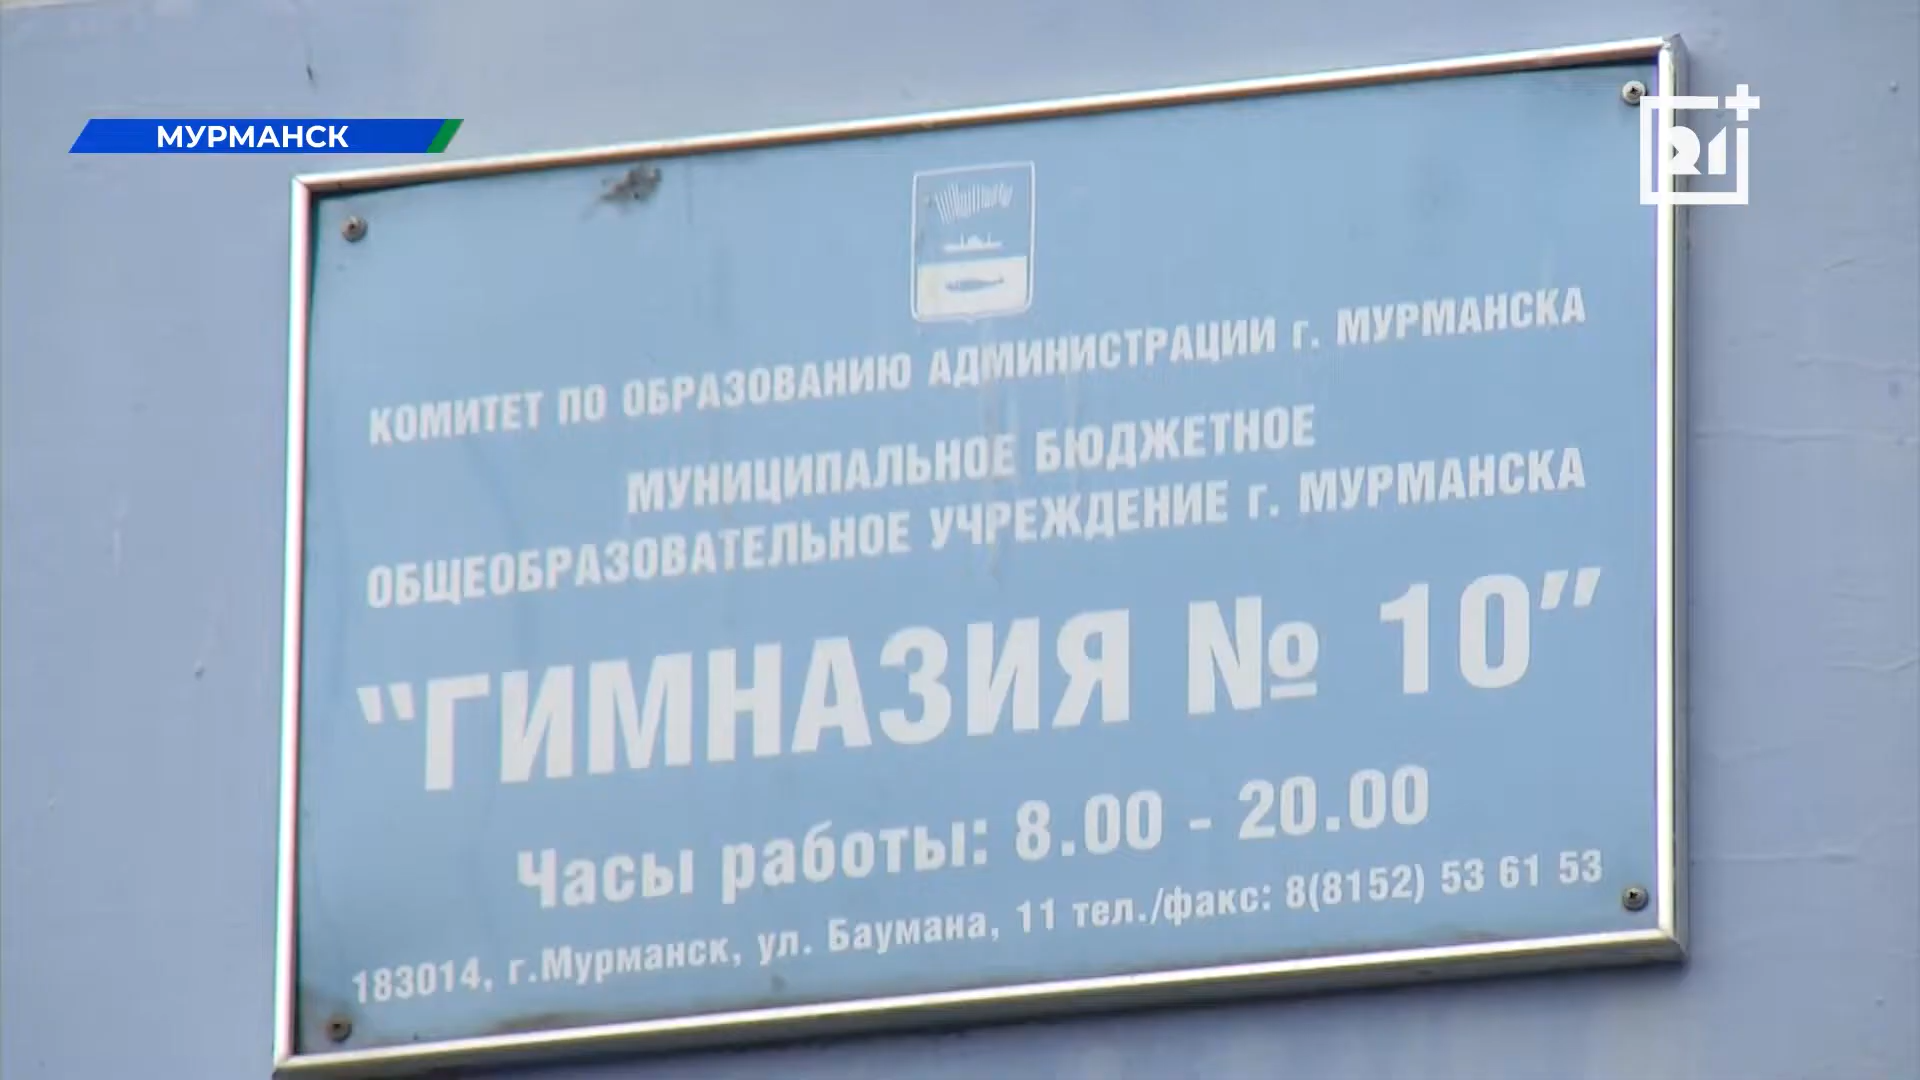 МУРМАНСК
21+
КОМИТЕТ ПО ОБРАЗОВАНИЮ АДМИНИСТРАЦИИ г. МУРМАНСКА
МУНИЦИПАЛЬНОЕ БЮДЖЕТНОЕ
ОБЩЕОБРАЗОВАТЕЛЬНОЕ УЧРЕЖДЕНИЕ г. МУРМАНСКА
“ГИМНАЗИЯ № 10”
Часы работы: 8.00 - 20.00
183014, г.Мурманск, ул. Баумана, 11 тел./факс: 8(8152) 53 61 53